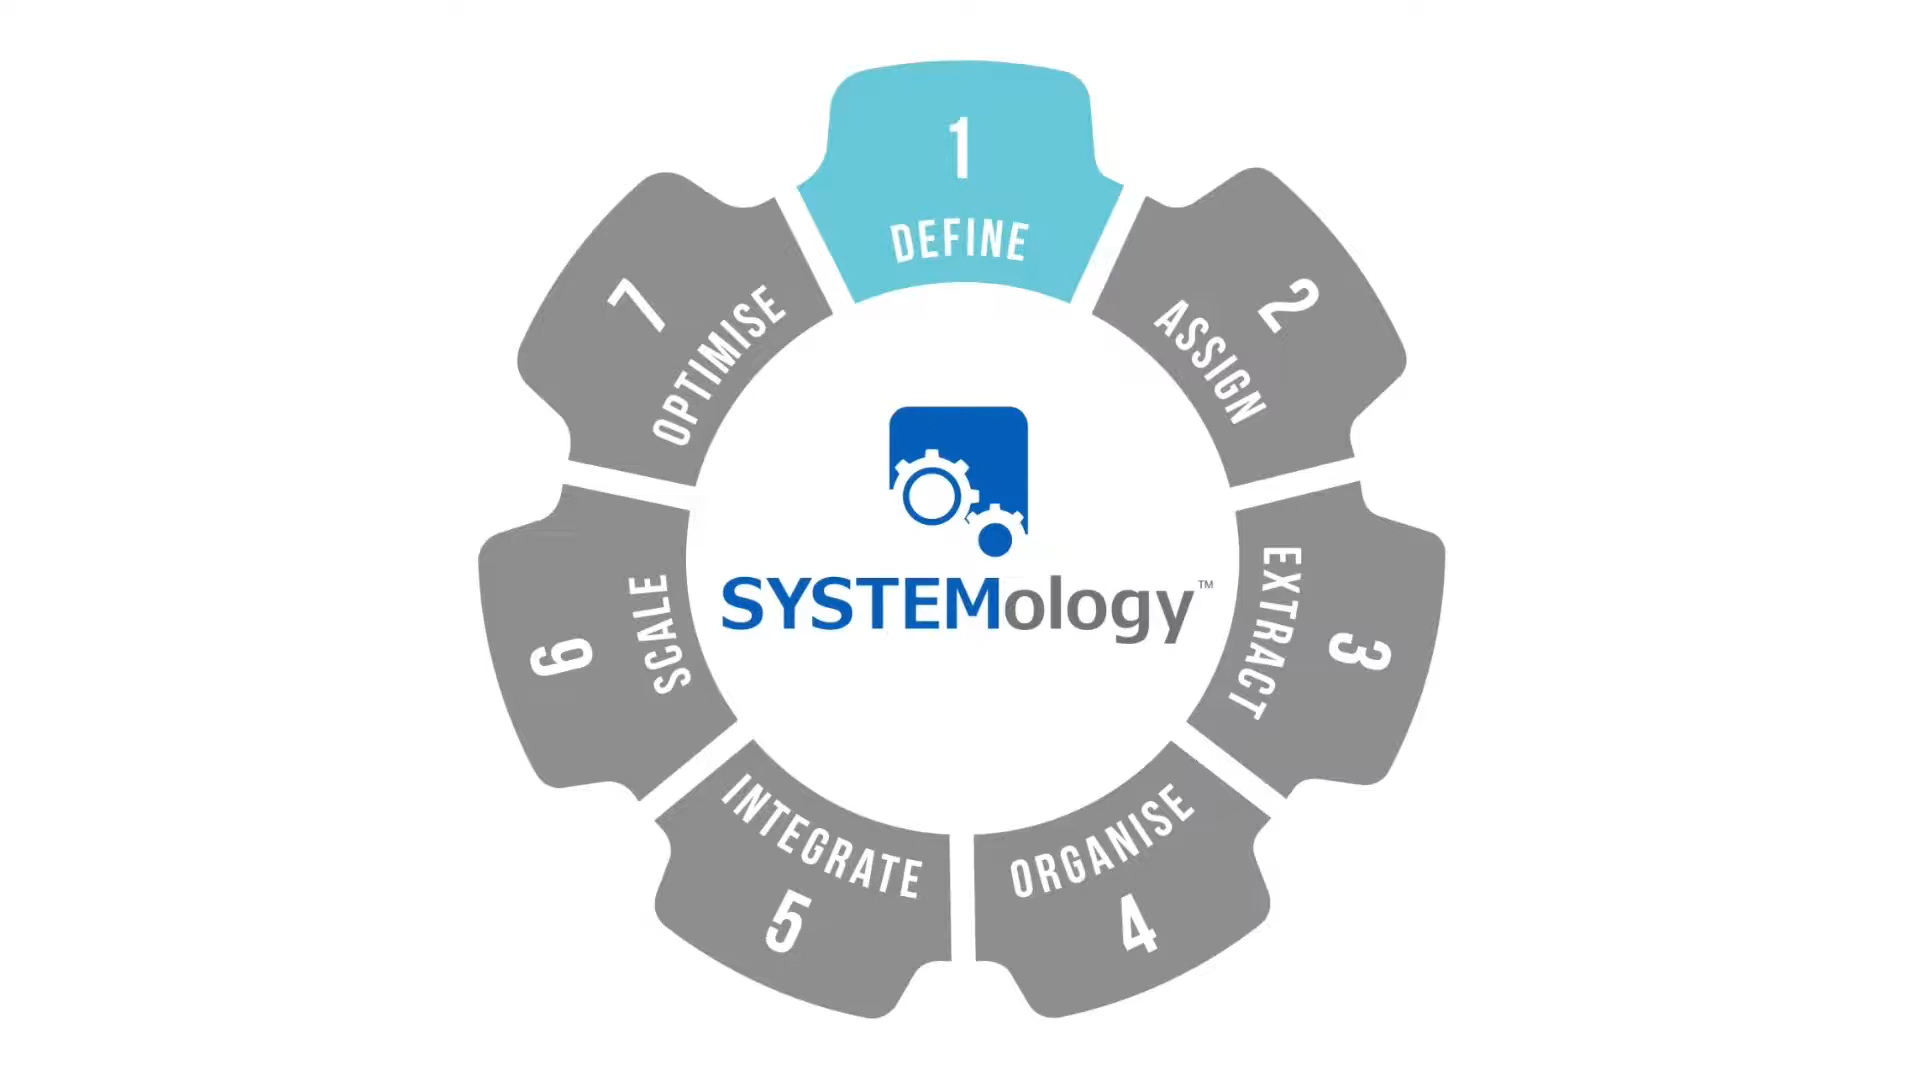 1
DEFINE
2
ASSIGN
3
EXTRACT
4
ORGANISE
5
INTEGRATE
6
SCALE
7
OPTIMISE
SYSTEMology™